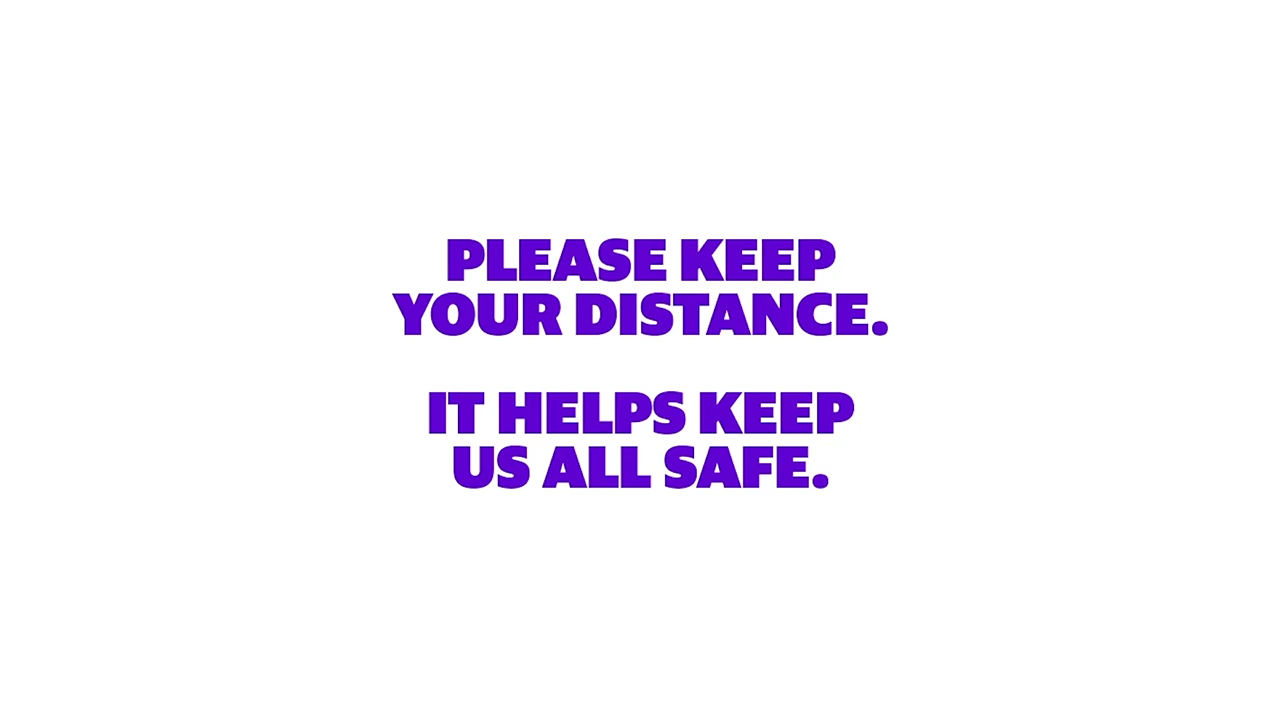 PLEASE KEEP
YOUR DISTANCE.
IT HELPS KEEP
US ALL SAFE.